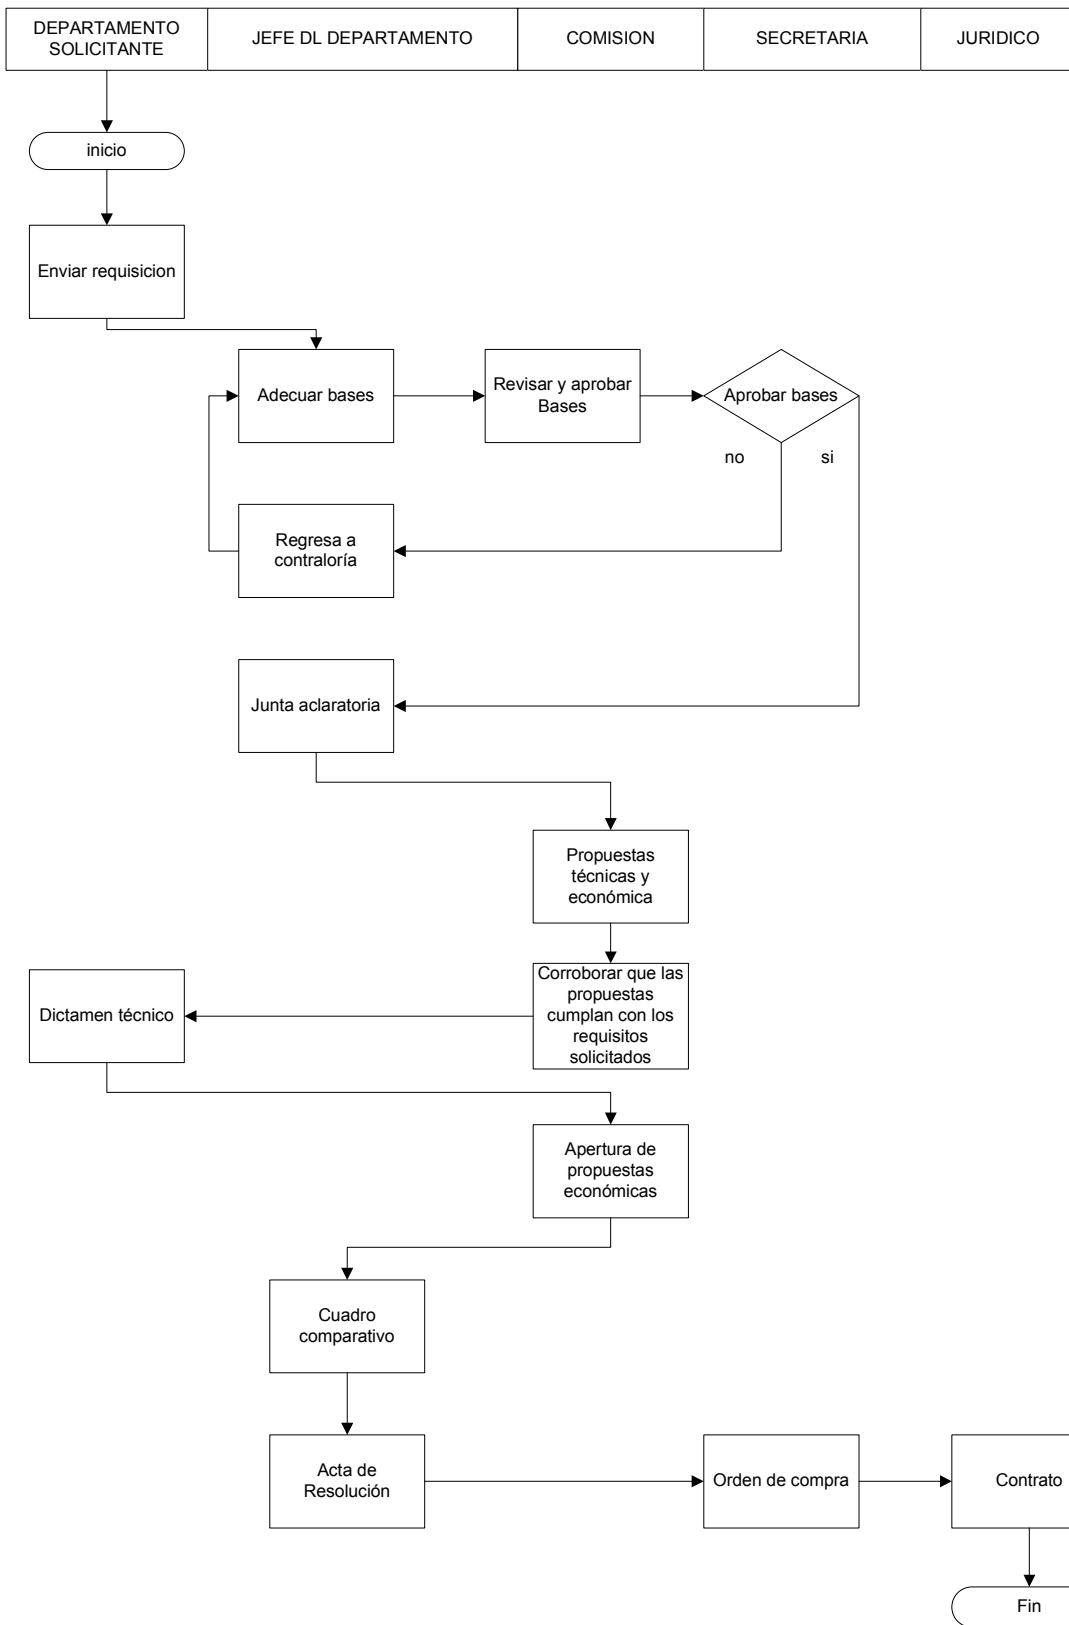 DEPARTAMENTO
SOLICITANTE
JEFE DL DEPARTAMENTO
COMISION
SECRETARIA
JURIDICO
inicio
Enviar requisicion
Adecuar bases
Revisar y aprobar
Bases
Aprobar bases
no
si
Regresa a
contraloría
Junta aclaratoria
Propuestas
técnicas y
económica
Corroborar que las
propuestas
cumplan con los
requisitos
solicitados
Dictamen técnico
Apertura de
propuestas
económicas
Cuadro
comparativo
Acta de
Resolución
Orden de compra
Contrato
Fin